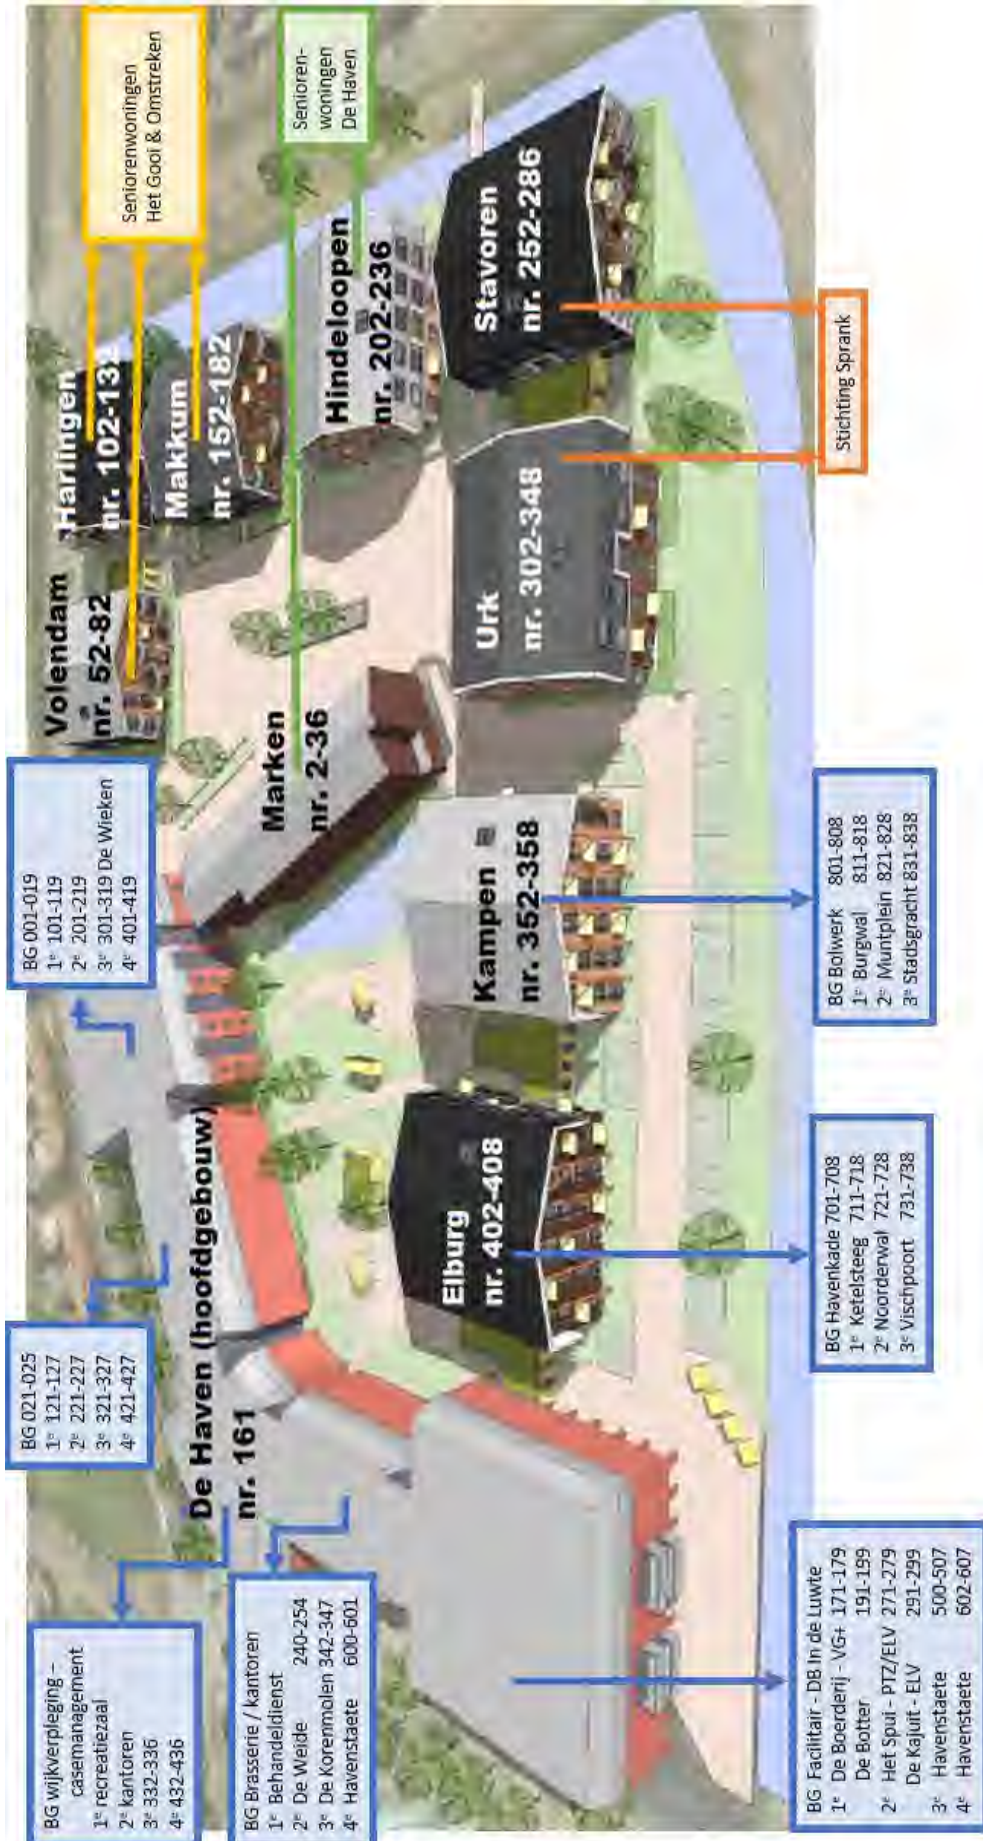 BG wijkverpleging –
casemanagement
1e recreatiezaal
2e kantoren
3e 332-336
4e 432-436
BG 021-025
1e 121-127
2e 221-227
3e 321-327
4e 421-427
BG 001-019
1e 101-119
2e 201-219
3e 301-319 De Wieken
4e 401-419
Seniorenwoningen
Het Gooi & Omstreken
BG Brasserie / kantoren
1e Behandeldienst
2e De Weide 240-254
3e De Korenmolen 342-347
4e Havenstaete 600-601
De Haven (hoofdgebouw)
nr. 161
Volendam
nr. 52-82
Harlingen
nr. 102-132
Makkum
nr. 152-182
Senioren-
woningen
De Haven
Marken
nr. 2-36
Hindeloopen
nr. 202-236
Elburg
nr. 402-408
Kampen
nr. 352-358
Urk
nr. 302-348
Stavoren
nr. 252-286
BG Facilitair - DB In de Luwte
1e De Boerderij - VG+ 171-179
De Botter 191-199
2e Het Spui - PTZ/ELV 271-279
De Kajuit - ELV 291-299
3e Havenstaete 500-507
4e Havenstaete 602-607
BG Havenkade 701-708
1e Ketelsteeg 711-718
2e Noorderwal 721-728
3e Vischpoort 731-738
BG Bolwerk 801-808
1e Burgwal 811-818
2e Muntplein 821-828
3e Stadsgracht 831-838
Stichting Sprank